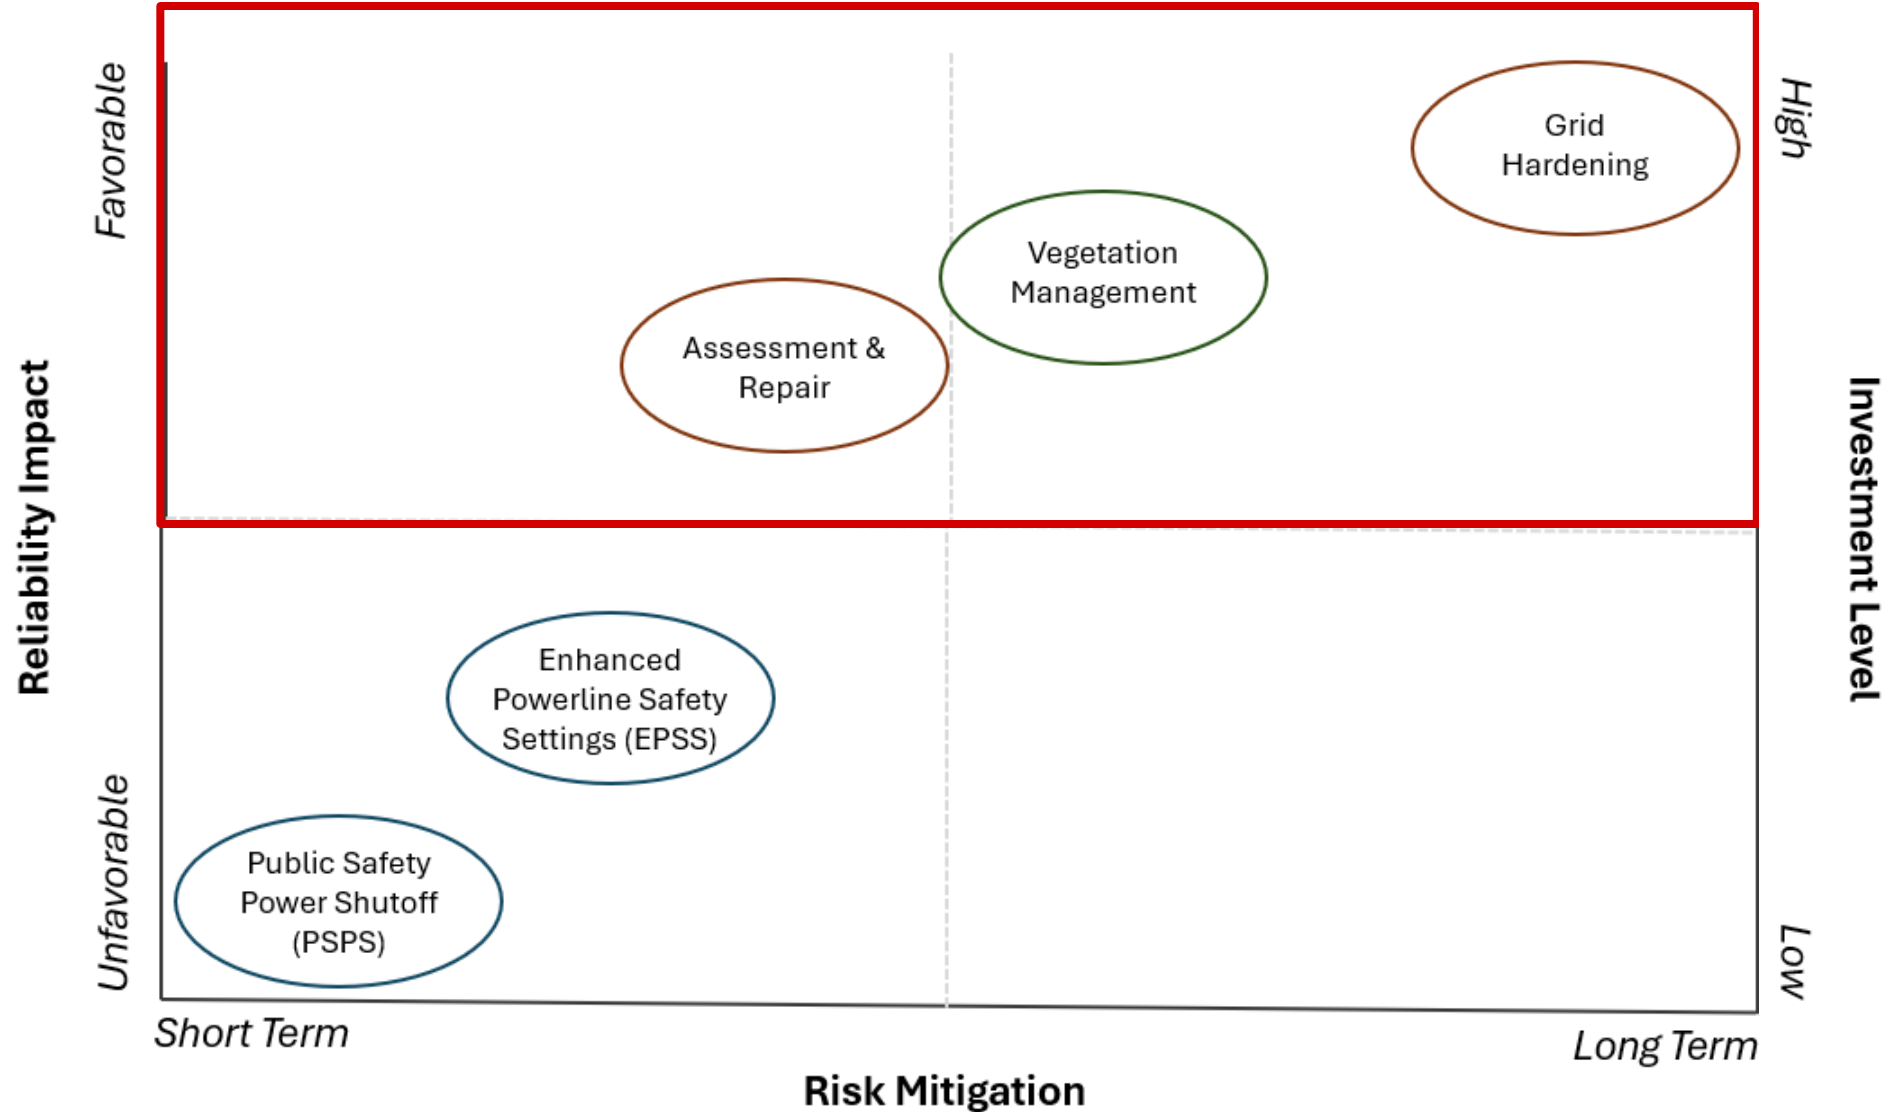 Favorable
High
Grid
Hardening
Vegetation
Management
Assessment &
Repair
Reliability Impact
Investment Level
Enhanced
Powerline Safety
Settings (EPSS)
Public Safety
Power Shutoff
(PSPS)
Unfavorable
Low
Short Term
Long Term
Risk Mitigation